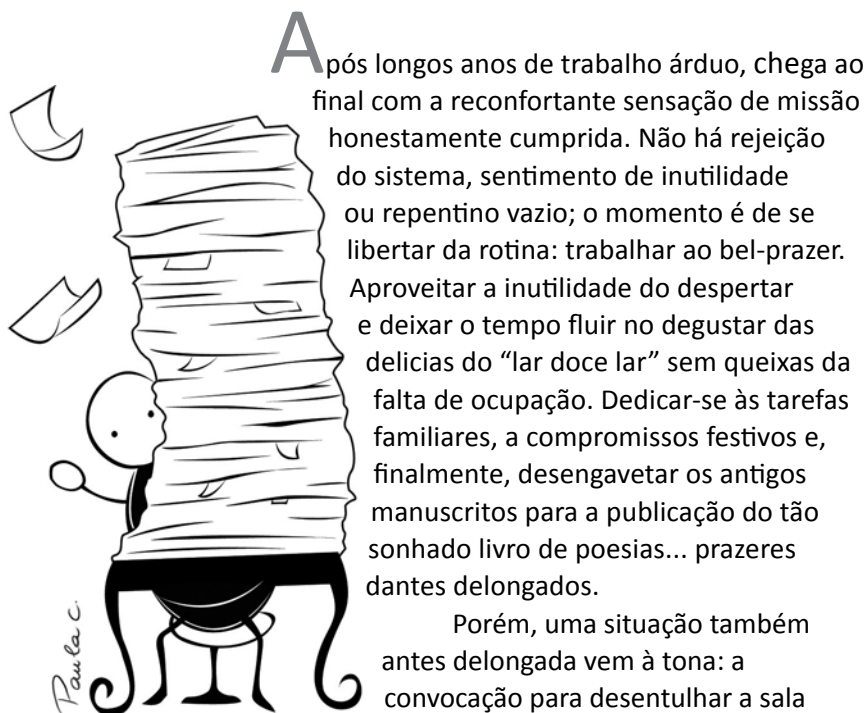 Após longos anos de trabalho árduo, chega ao
final com a reconfortante sensação de missão
honestamente cumprida. Não há rejeição
do sistema, sentimento de inutilidade
ou repentino vazio; o momento é de se
libertar da rotina: trabalhar ao bel-prazer.
Aproveitar a inutilidade do despertar
e deixar o tempo fluir no degustar das
delicias do “lar doce lar” sem queixas da
falta de ocupação. Dedicar-se às tarefas
familiares, a compromissos festivos e,
finalmente, desengavetar os antigos
manuscritos para a publicação do tão
sonhado livro de poesias... prazeres
dantes delongados.
Porém, uma situação também
antes delongada vem à tona: a
convocação para desentulhar a sala
Paula C.